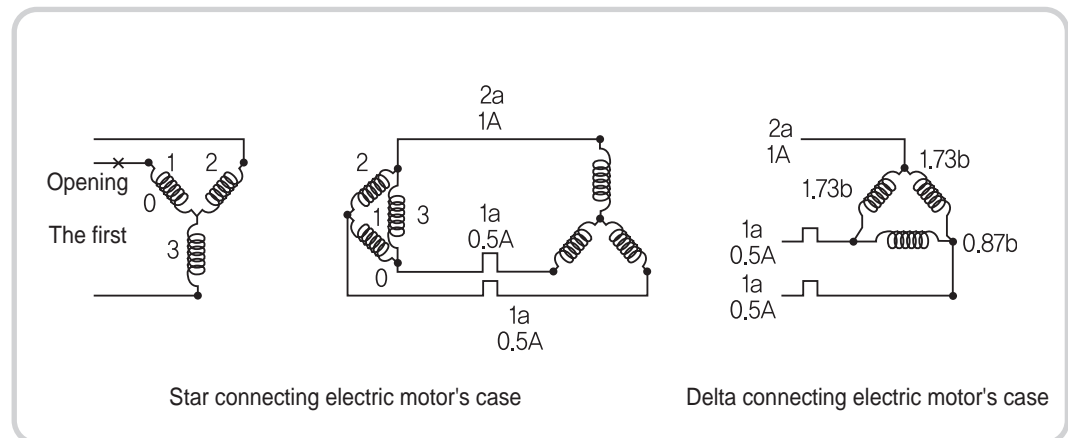 1
2
Opening
0
The first
3
2a
1A
2
1
3
0
1a
0.5A
1a
0.5A
Star connecting electric motor's case
2a
1A
1.73b
1.73b
1a
0.5A
0.87b
1a
0.5A
Delta connecting electric motor's case